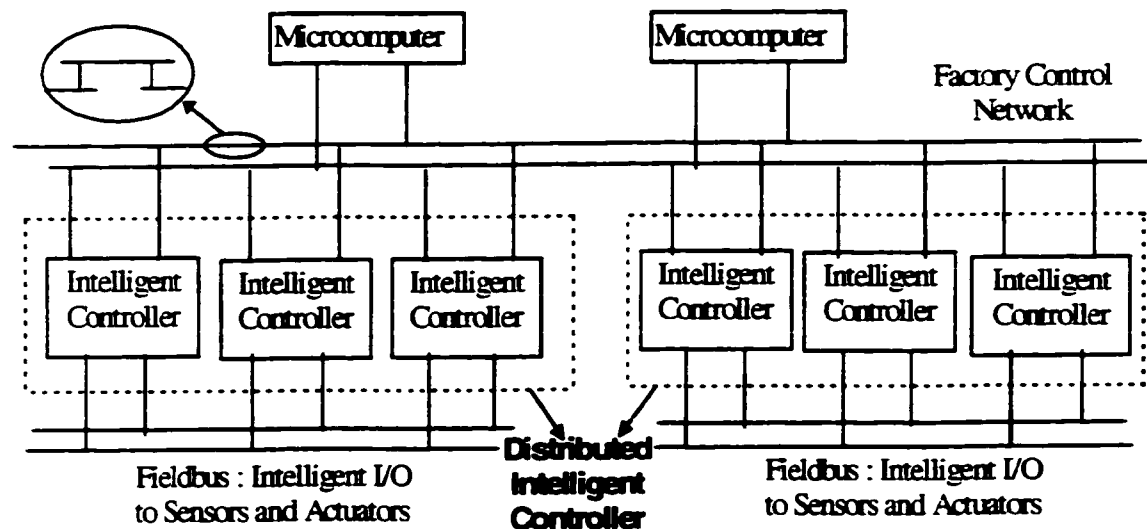 Microcomputer
Microcomputer
Factory Control
Network
Intelligent
Controller
Intelligent
Controller
Intelligent
Controller
Intelligent
Controller
Intelligent
Controller
Intelligent
Controller
Fieldbus : Intelligent I/O
to Sensors and Actuators
Distributed
Intelligent
Controller
Fieldbus : Intelligent I/O
to Sensors and Actuators